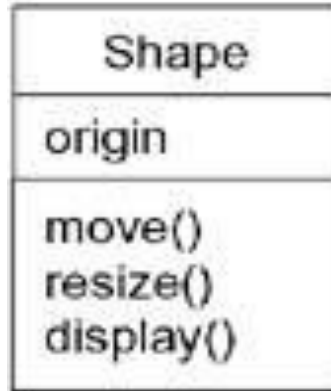 Shape
origin
move()
resize()
display()